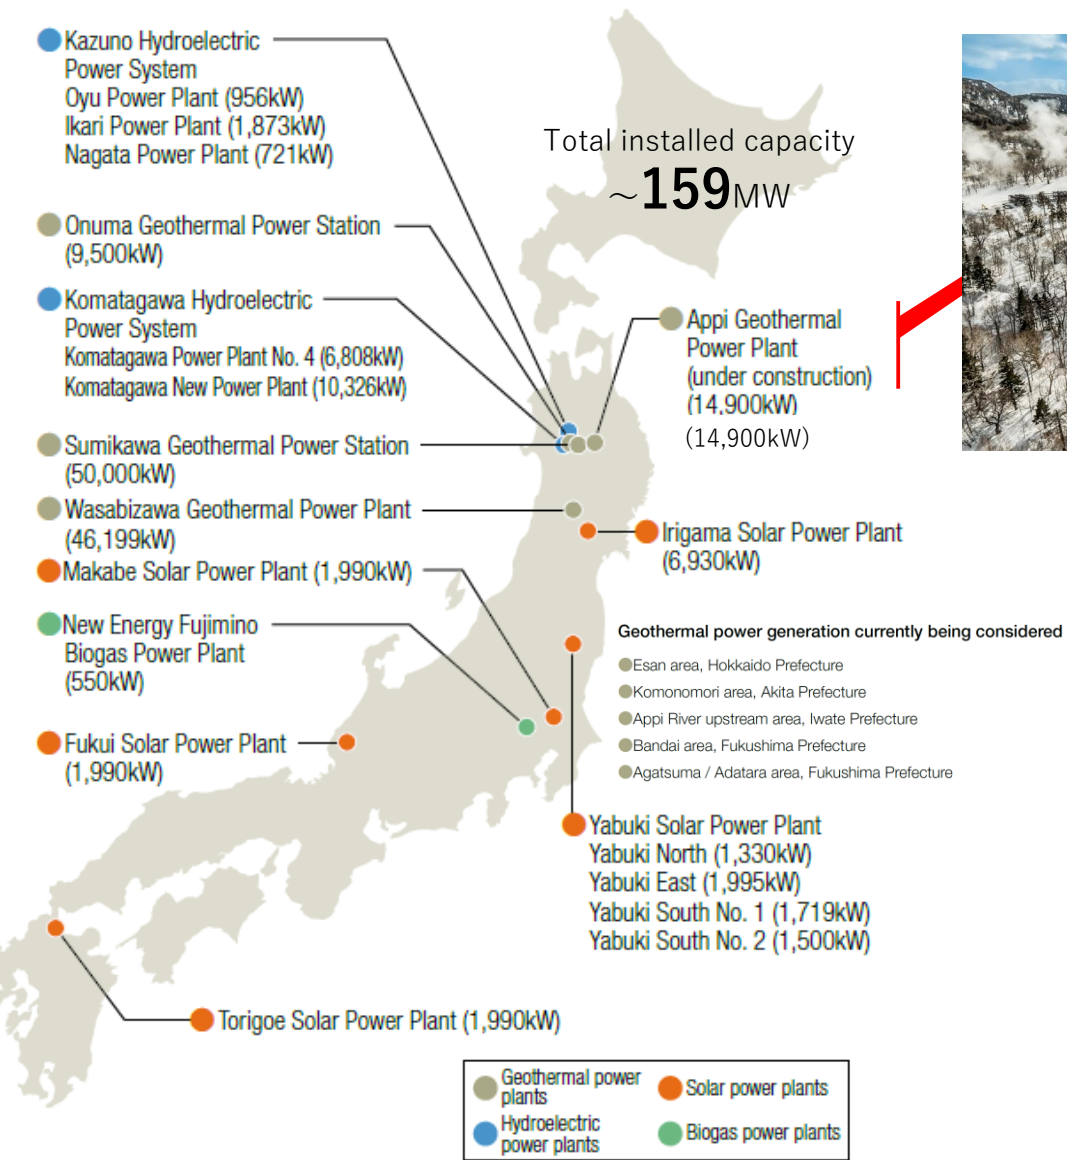 Kazuno Hydroelectric
Power System
Oyu Power Plant (956kW)
Ikari Power Plant (1,873kW)
Nagata Power Plant (721kW)
Total installed capacity
~159MW
Onuma Geothermal Power Station
(9,500kW)
Komatagawa Hydroelectric
Power System
Komatagawa Power Plant No. 4 (6,808kW)
Komatagawa New Power Plant (10,326kW)
Appi Geothermal
Power Plant
(under construction)
(14,900kW)
(14,900kW)
Sumikawa Geothermal Power Station
(50,000kW)
Wasabizawa Geothermal Power Plant
(46,199kW)
Irigama Solar Power Plant
(6,930kW)
Makabe Solar Power Plant (1,990kW)
New Energy Fujimino
Biogas Power Plant
(550kW)
Geothermal power generation currently being considered
Esan area, Hokkaido Prefecture
Komonomori area, Akita Prefecture
Appi River upstream area, Iwate Prefecture
Bandai area, Fukushima Prefecture
Agatsuma / Adatara area, Fukushima Prefecture
Fukui Solar Power Plant
(1,990kW)
Yabuki Solar Power Plant
Yabuki North (1,330kW)
Yabuki East (1,995kW)
Yabuki South No. 1 (1,719kW)
Yabuki South No. 2 (1,500kW)
Torigoe Solar Power Plant (1,990kW)
Geothermal power
plants
Solar power plants
Hydroelectric
power plants
Biogas power plants